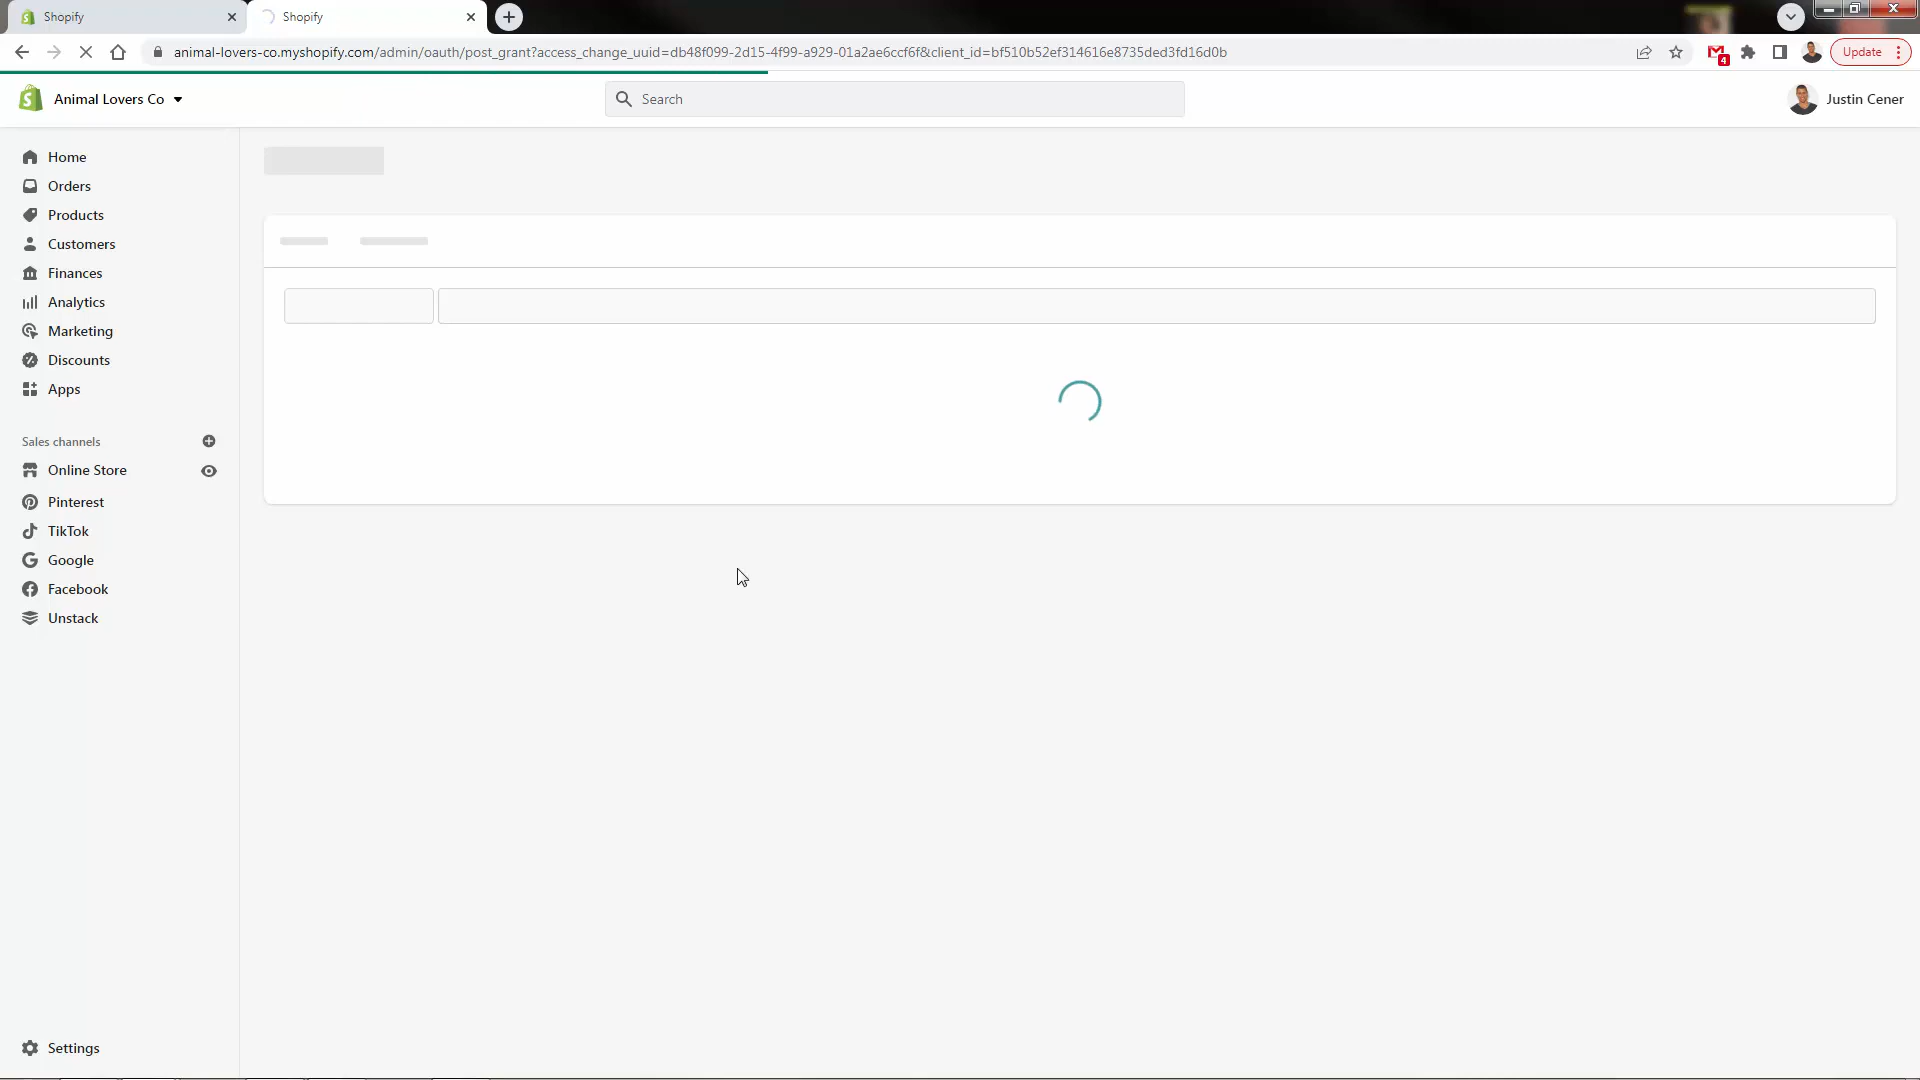 Shopify
Shopify
animal-lovers-co.myshopify.com/admin/oauth/post_grant?access_change_uuid=db48f099-2d15-4f99-a929-01a2ae6ccf6f&client_id=bf510b52ef314616e8735ded3fd16d0b
4
Update
Animal Lovers Co
Search
Justin Cener
Home
Orders
Products
Customers
Finances
Analytics
Marketing
Discounts
Apps
Sales channels
Online Store
Pinterest
TikTok
Google
Facebook
Unstack
Settings